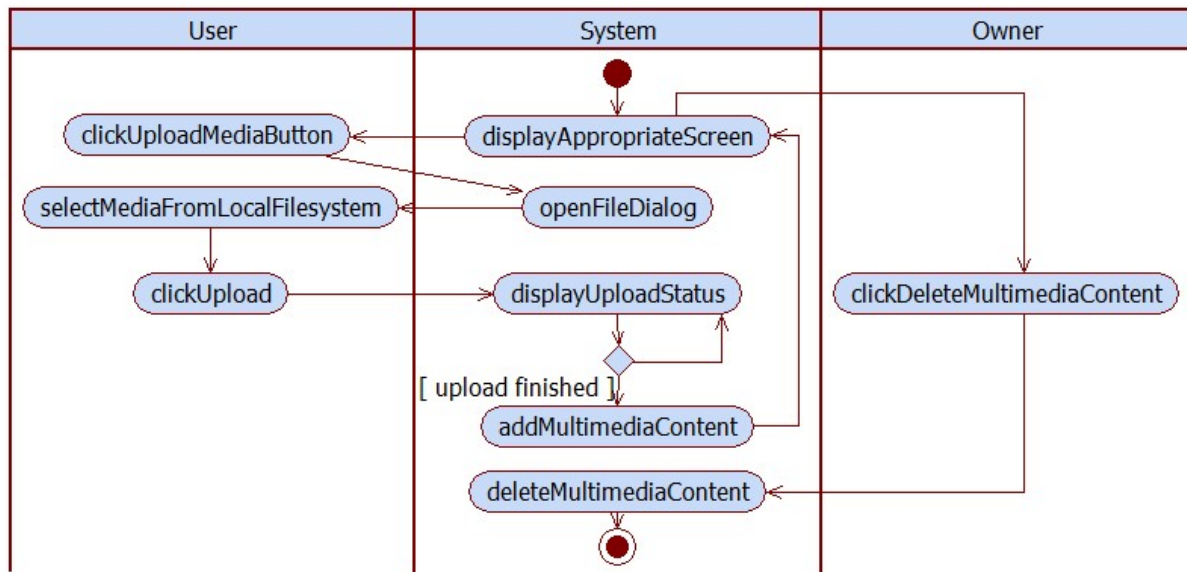 User
System
Owner
clickUploadMediaButton
displayAppropriateScreen
selectMediaFromLocalFilesystem
openFileDialog
clickUpload
displayUploadStatus
clickDeleteMultimediaContent
[ upload finished ]
addMultimediaContent
deleteMultimediaContent